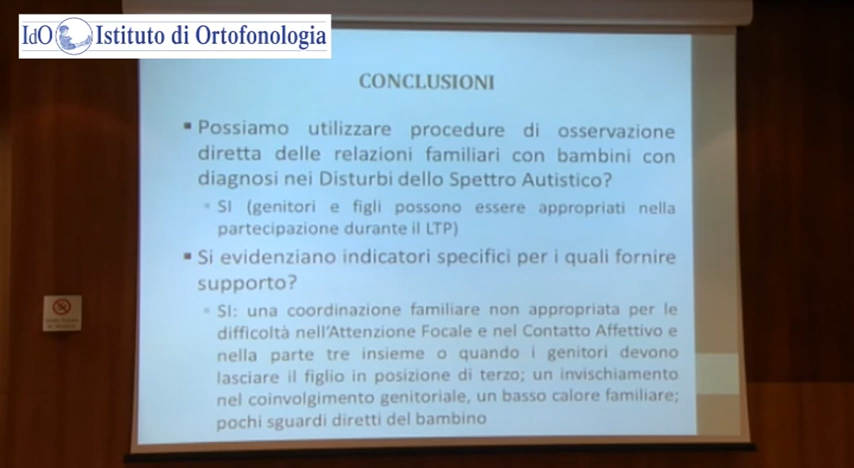 IdO Istituto di Ortofonologia
CONCLUSIONI
▪ Possiamo utilizzare procedure di osservazione
diretta delle relazioni familiari con bambini con
diagnosi nei Disturbi dello Spettro Autistico?
▫ SI (genitori e figli possono essere appropriati nella
partecipazione durante il LTP)
▪ Si evidenziano indicatori specifici per i quali fornire
supporto?
▫ SI: una coordinazione familiare non appropriata per le
difficoltà nell'Attenzione Focale e nel Contatto Affettivo e
nella parte tre insieme o quando i genitori devono
lasciare il figlio in posizione di terzo; un invischiamento
nel coinvolgimento genitoriale, un basso calore familiare;
pochi sguardi diretti del bambino